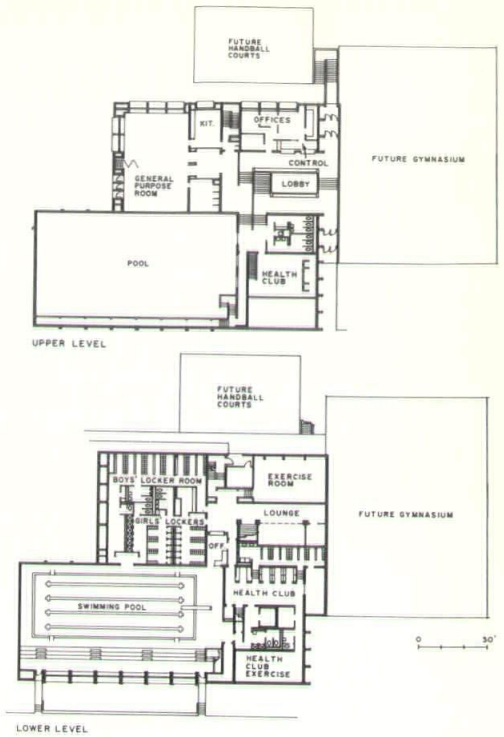 FUTURE
HANDBALL
COURTS
KIT.
OFFICES
CONTROL
FUTURE GYMNASIUM
GENERAL
PURPOSE
ROOM
LOBBY
POOL
HEALTH
CLUB
UPPER LEVEL
FUTURE
HANDBALL
COURTS
BOYS' LOCKER ROOM
EXERCISE
ROOM
LOUNGE
FUTURE GYMNASIUM
GIRLS' LOCKERS
OFF.
SWIMMING POOL
HEALTH CLUB
0 30'
HEALTH
CLUB
EXERCISE
LOWER LEVEL